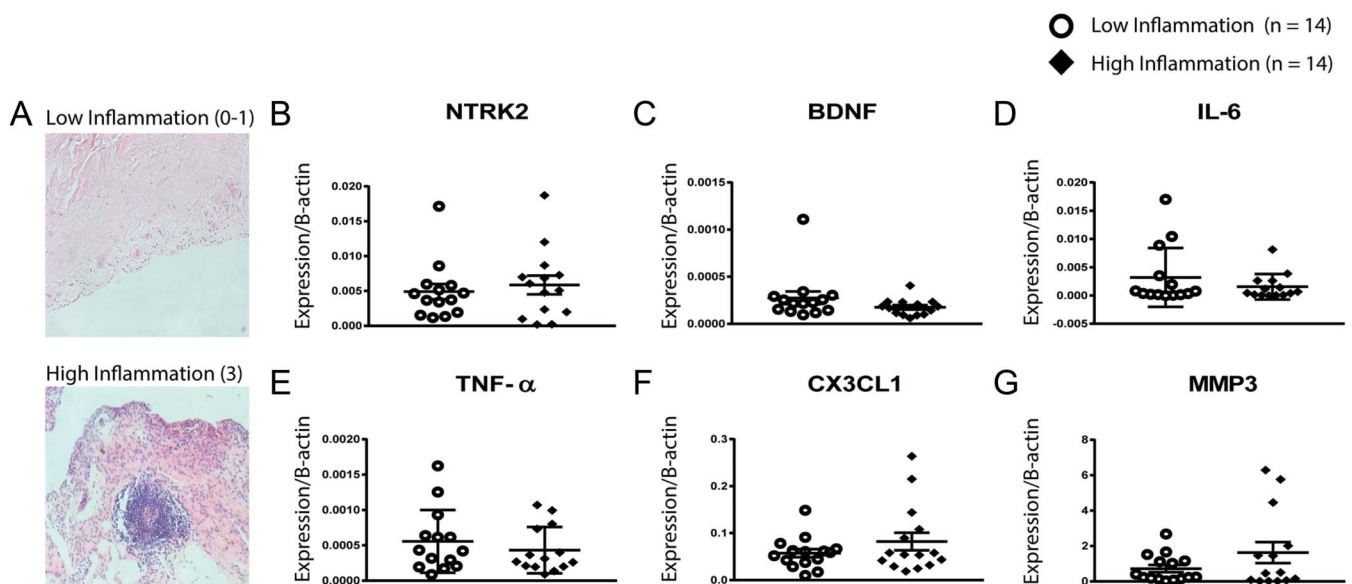 Low Inflammation (n = 14)
High Inflammation (n = 14)
A
Low Inflammation (0-1)
High Inflammation (3)
B
NTRK2
Expression/B-actin
0.020
0.015
0.010
0.005
0.000
C
BDNF
Expression/B-actin
0.0015
0.0010
0.0005
0.0000
D
IL-6
Expression/B-actin
0.020
0.015
0.010
0.005
0.000
-0.005
E
TNF- α
Expression/B-actin
0.0020
0.0015
0.0010
0.0005
0.0000
F
CX3CL1
Expression/B-actin
0.3
0.2
0.1
0.0
G
MMP3
Expression/B-actin
8
6
4
2
0